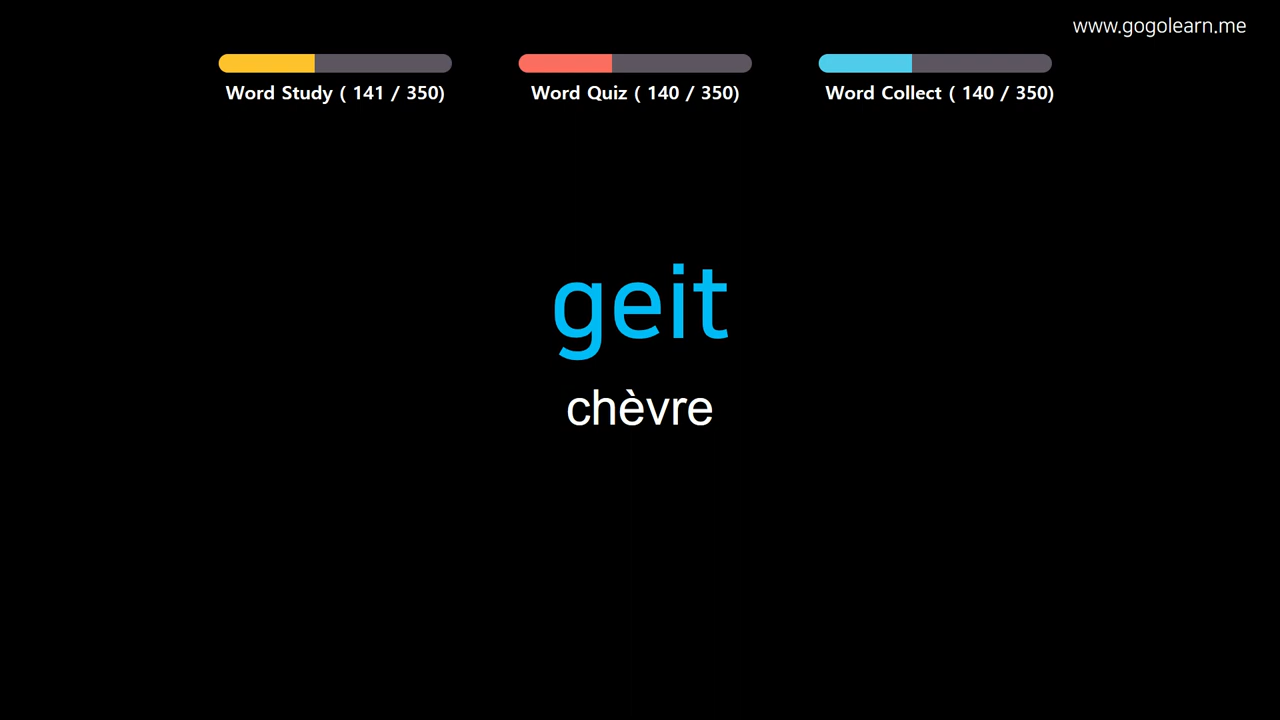 www.gogolearn.me
Word Study ( 141 / 350)
Word Quiz ( 140 / 350)
Word Collect ( 140 / 350)
geit
chèvre